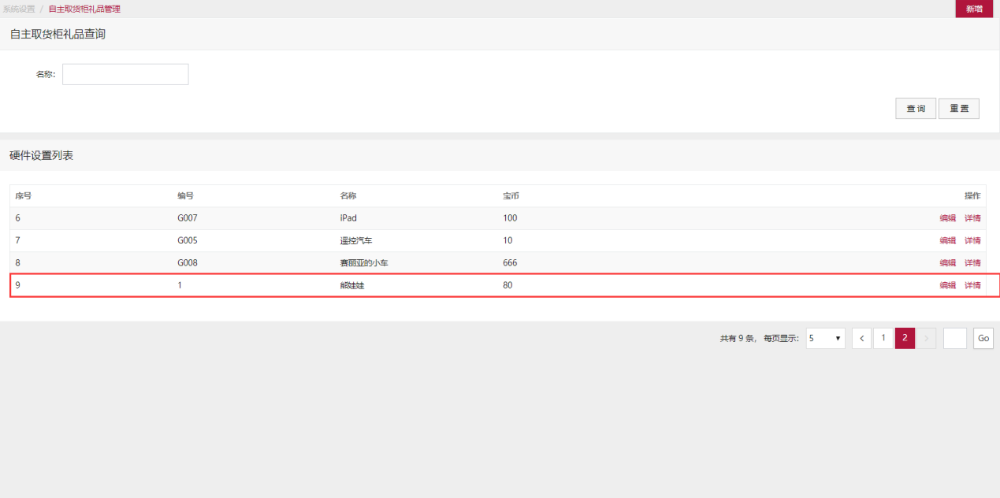 系统设置 / 自主取货柜礼品管理 新增
自主取货柜礼品查询
名称：
查 询 重 置
硬件设置列表
序号 编号 名称 宝币 操作
6 G007 iPad 100 编辑 详情
7 G005 遥控汽车 10 编辑 详情
8 G008 赛丽亚的小车 666 编辑 详情
9 1 熊娃娃 80 编辑 详情
共有 9 条， 每页显示： 5 ▼ < 1 2 > Go